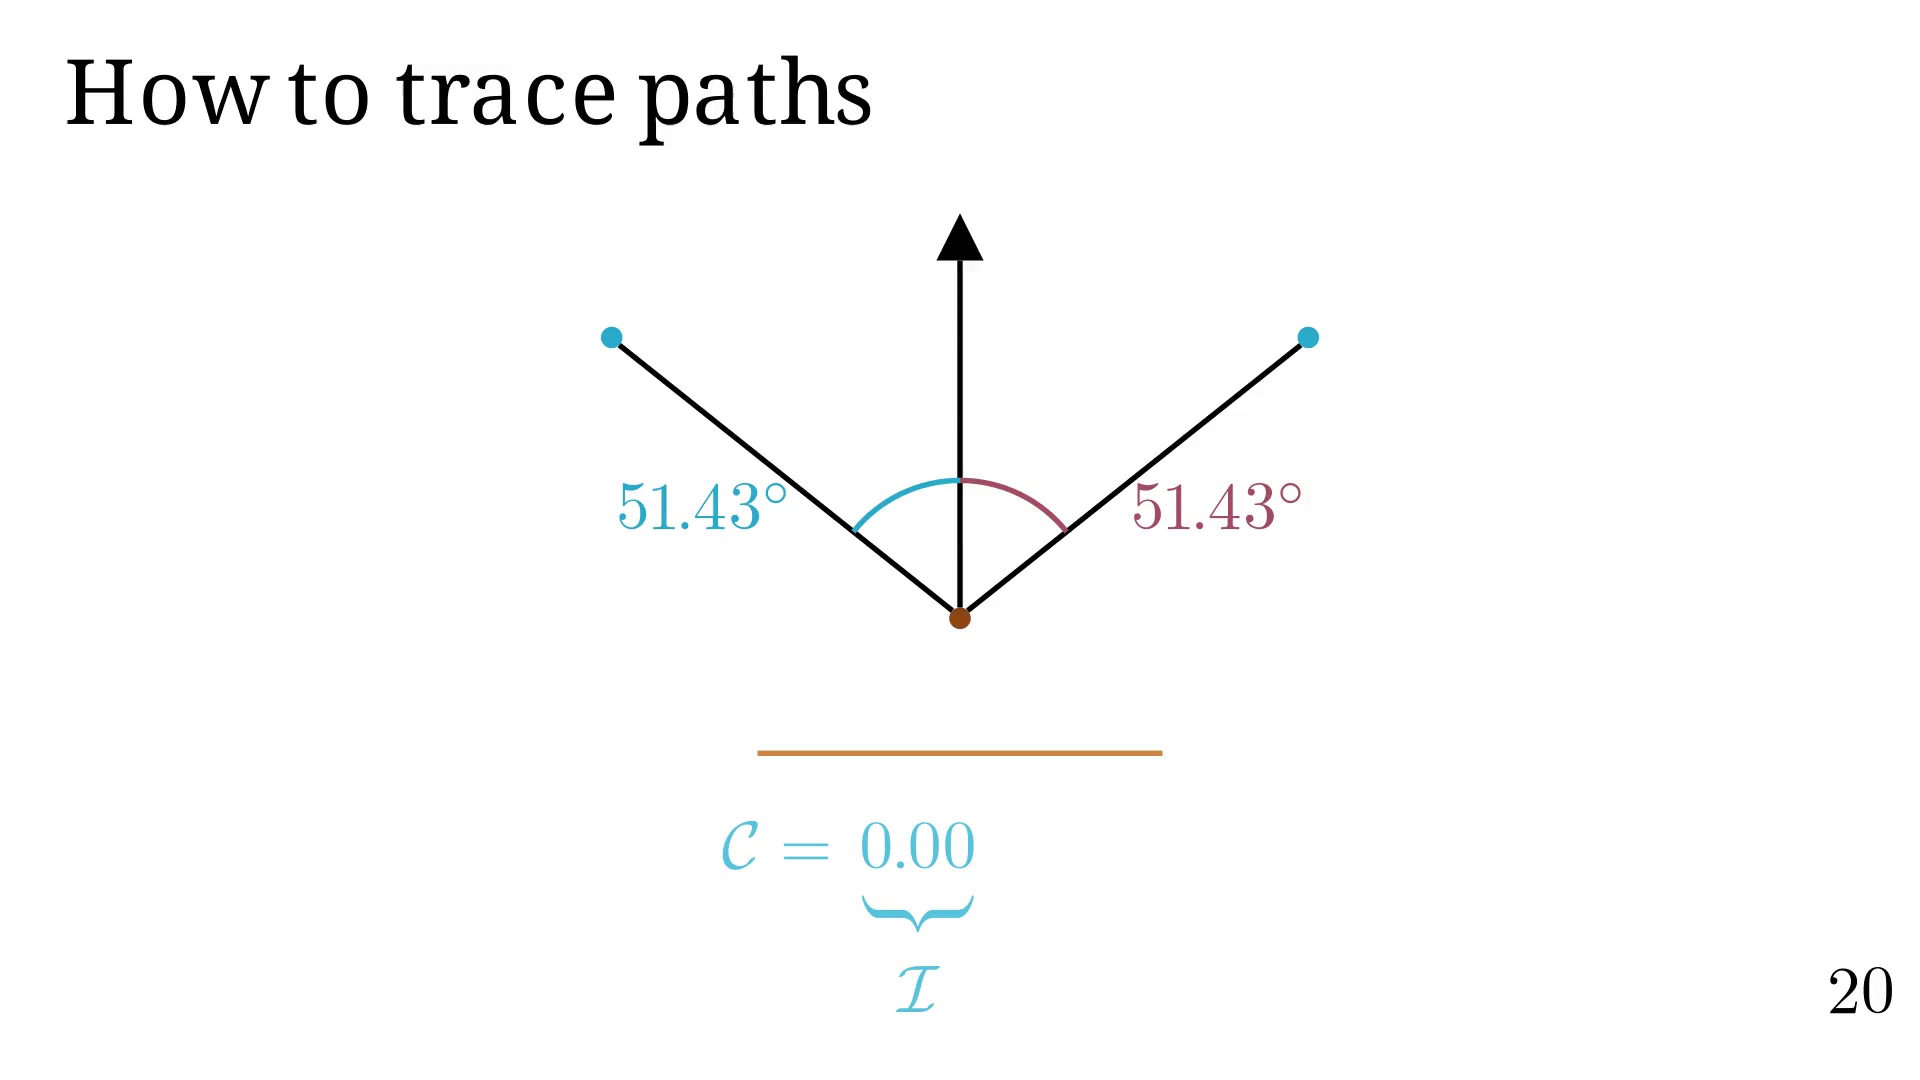 How to trace paths
51.43° 51.43°
𝒞 = 0.00
ℐ
20